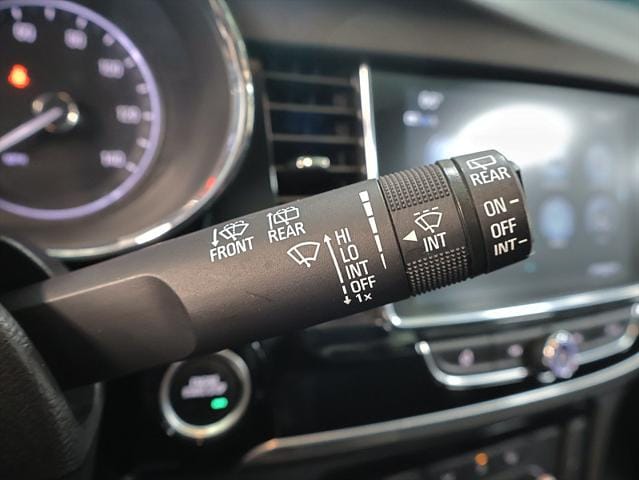 FRONT
REAR
HI
LO
INT
OFF
1x
INT
REAR
ON
OFF
INT